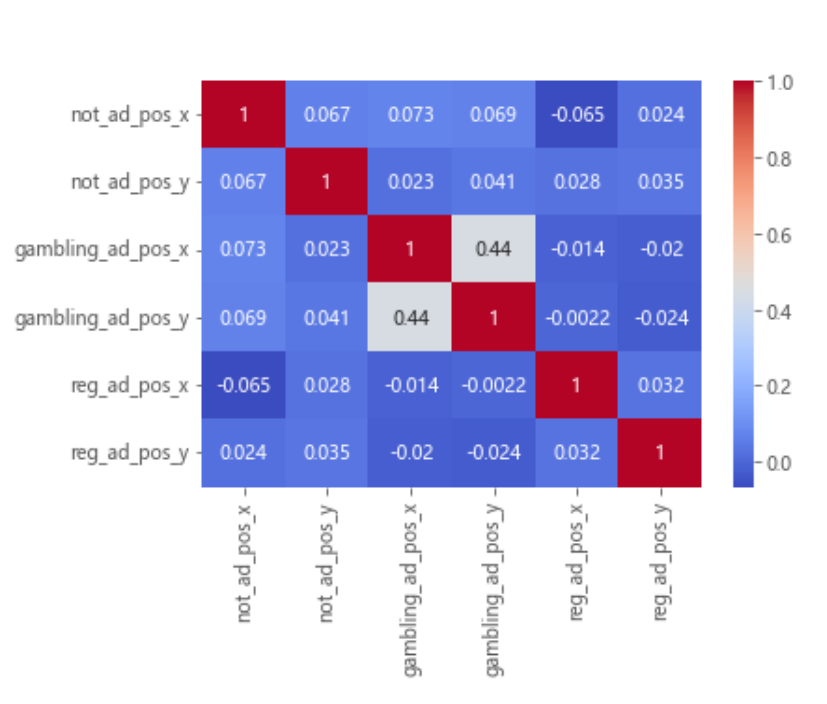 not_ad_pos_x 1 0.067 0.073 0.069 -0.065 0.024
not_ad_pos_y 0.067 1 0.023 0.041 0.028 0.035
gambling_ad_pos_x 0.073 0.023 1 0.44 -0.014 -0.02
gambling_ad_pos_y 0.069 0.041 0.44 1 -0.0022 -0.024
reg_ad_pos_x -0.065 0.028 -0.014 -0.0022 1 0.032
reg_ad_pos_y 0.024 0.035 -0.02 -0.024 0.032 1
not_ad_pos_x
not_ad_pos_y
gambling_ad_pos_x
gambling_ad_pos_y
reg_ad_pos_x
reg_ad_pos_y
1.0
0.8
0.6
0.4
0.2
0.0